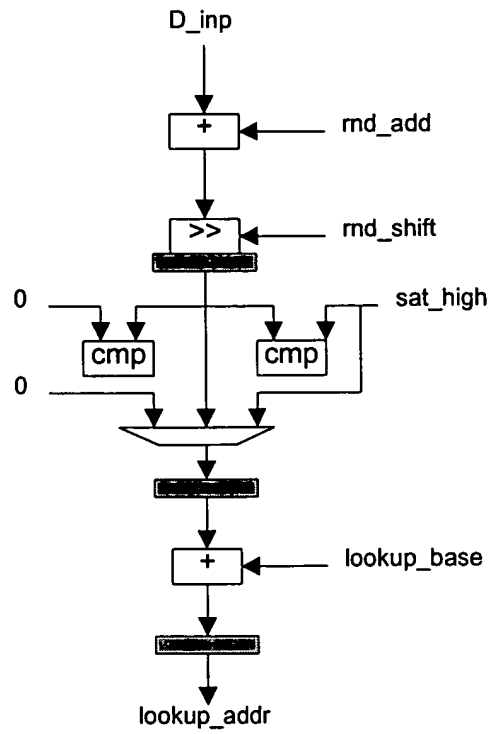 D_inp
+
rnd_add
>>
rnd_shift
0
sat_high
cmp
cmp
0
+
lookup_base
lookup_addr